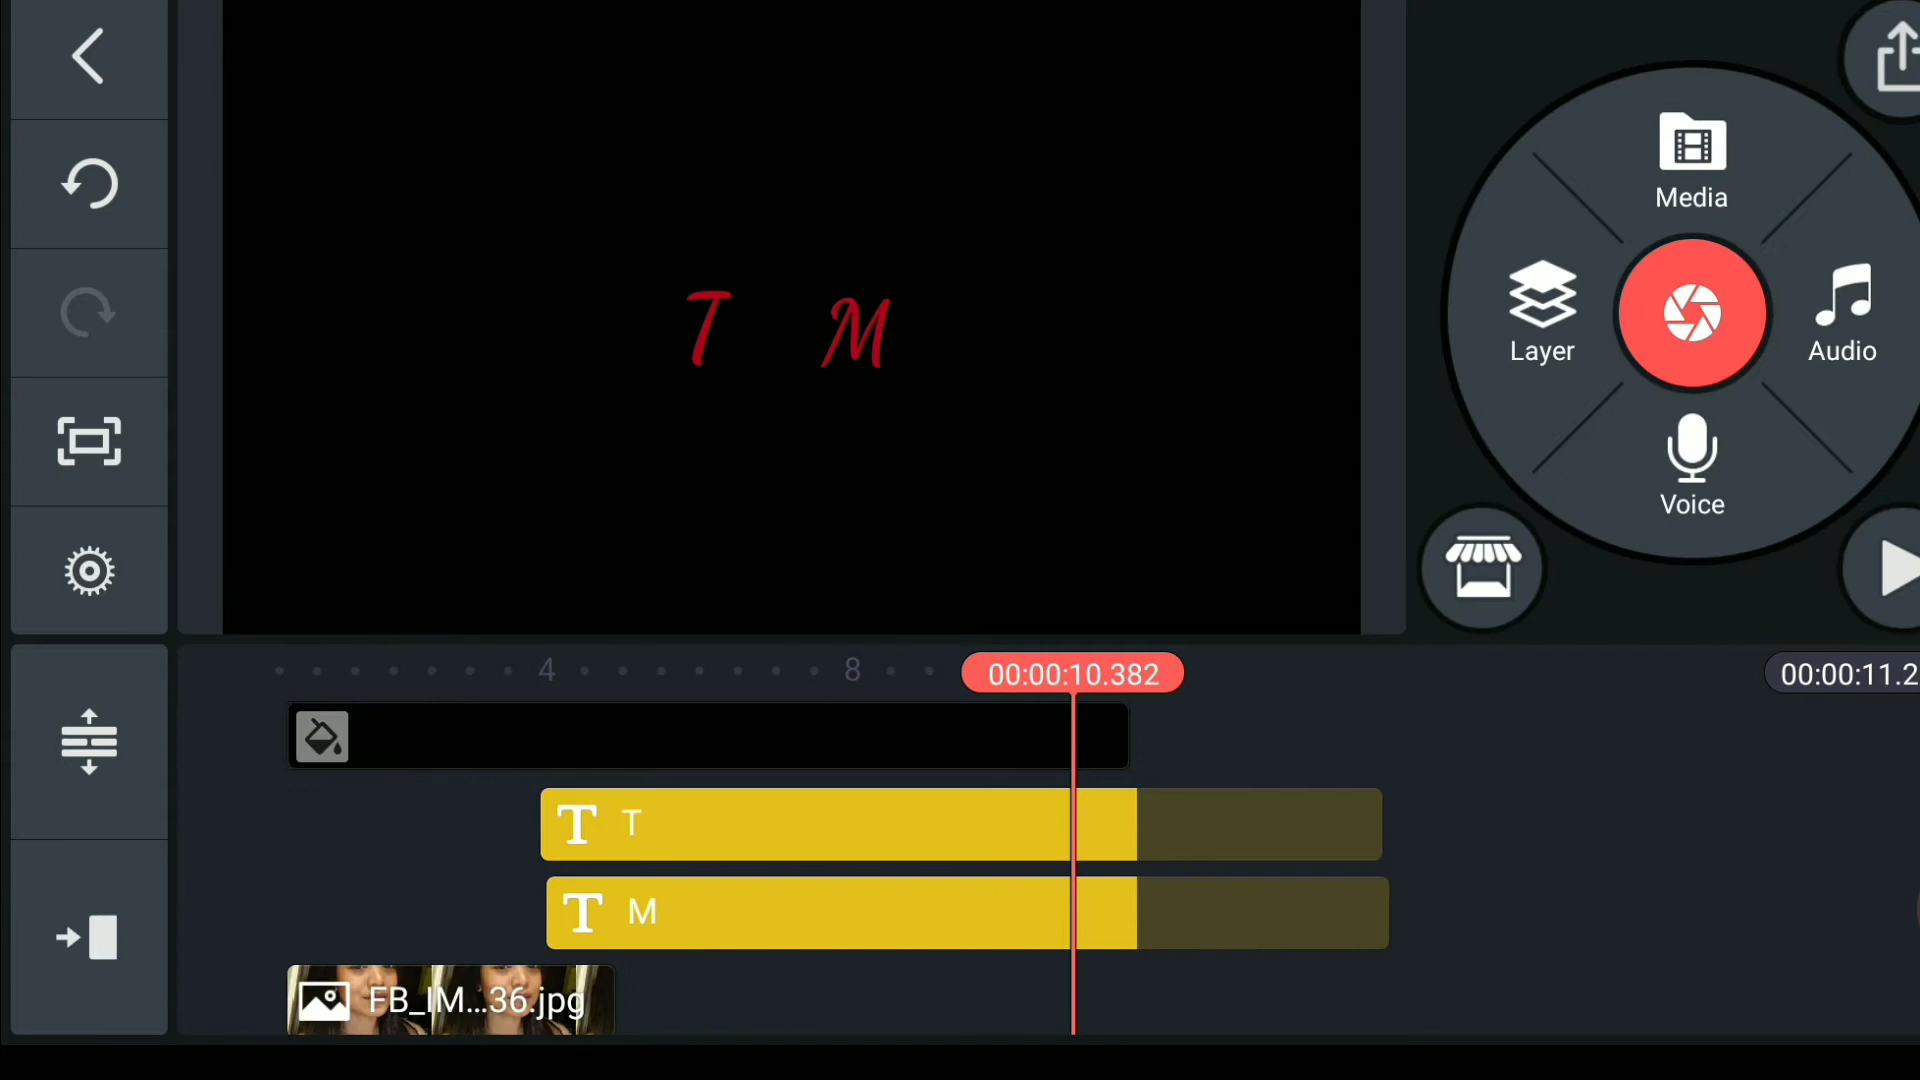 T M
Media
Layer
Audio
Voice
4 8 00:00:10.382 00:00:11.2
T T
T M
FB_IM...36.jpg